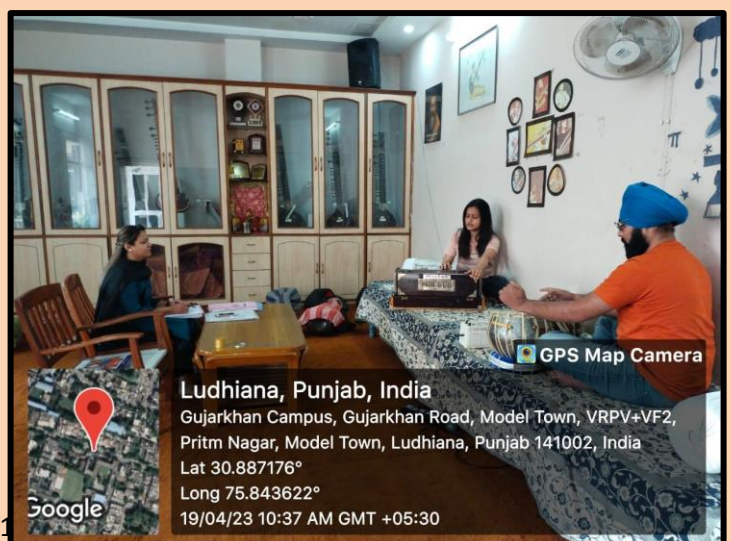 GPS Map Camera
Ludhiana, Punjab, India
Gujarkhan Campus, Gujarkhan Road, Model Town, VRPV+VF2,
Pritm Nagar, Model Town, Ludhiana, Punjab 141002, India
Lat 30.887176°
Long 75.843622°
19/04/23 10:37 AM GMT +05:30
Google
1